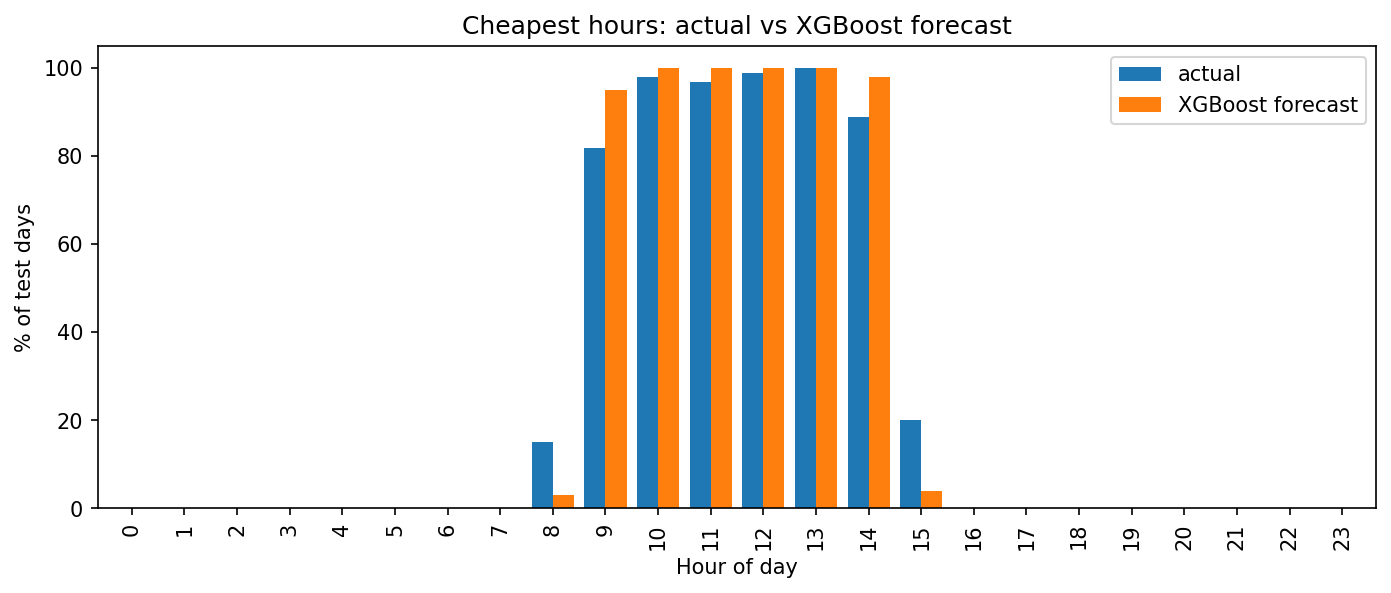 Cheapest hours: actual vs XGBoost forecast
actual
XGBoost forecast
% of test days
100
80
60
40
20
0
0 1 2 3 4 5 6 7 8 9 10 11 12 13 14 15 16 17 18 19 20 21 22 23
Hour of day